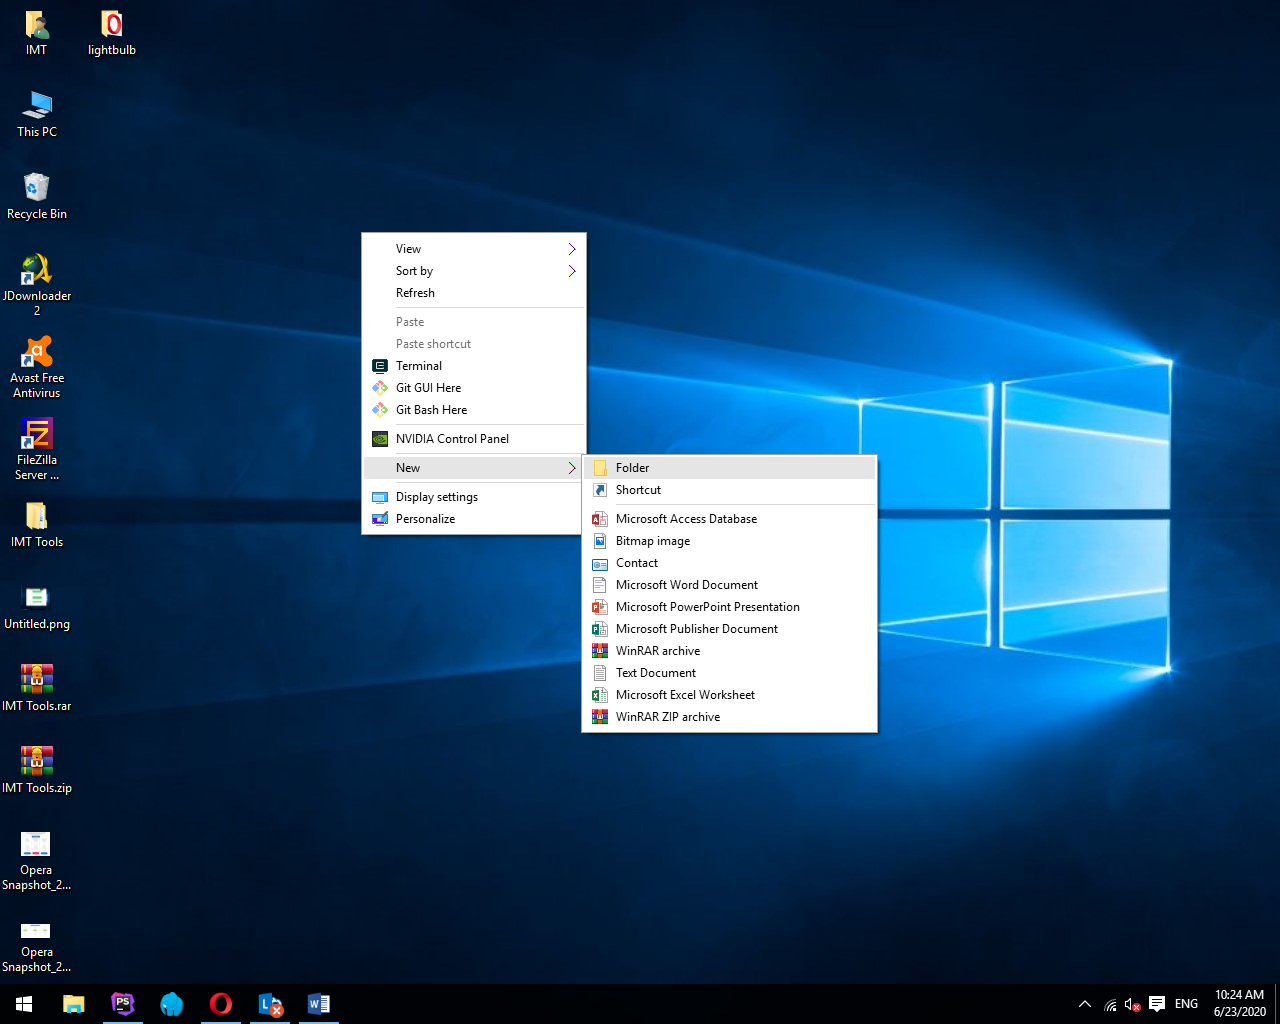 IMT
lightbulb
This PC
Recycle Bin
JDownloader
2
Avast Free
Antivirus
FileZilla
Server ...
IMT Tools
Untitled.png
IMT Tools.rar
IMT Tools.zip
Opera
Snapshot_2...
Opera
Snapshot_2...
View
Sort by
Refresh
Paste
Paste shortcut
Terminal
Git GUI Here
Git Bash Here
NVIDIA Control Panel
New
Display settings
Personalize
Folder
Shortcut
Microsoft Access Database
Bitmap image
Contact
Microsoft Word Document
Microsoft PowerPoint Presentation
Microsoft Publisher Document
WinRAR archive
Text Document
Microsoft Excel Worksheet
WinRAR ZIP archive
PS
ENG
10:24 AM
6/23/2020